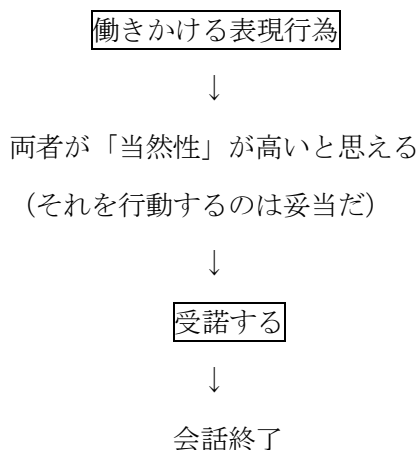 働きかける表現行為
↓
両者が「当然性」が高いと思える
（それを行動するのは妥当だ）
↓
受諾する
↓
会話終了